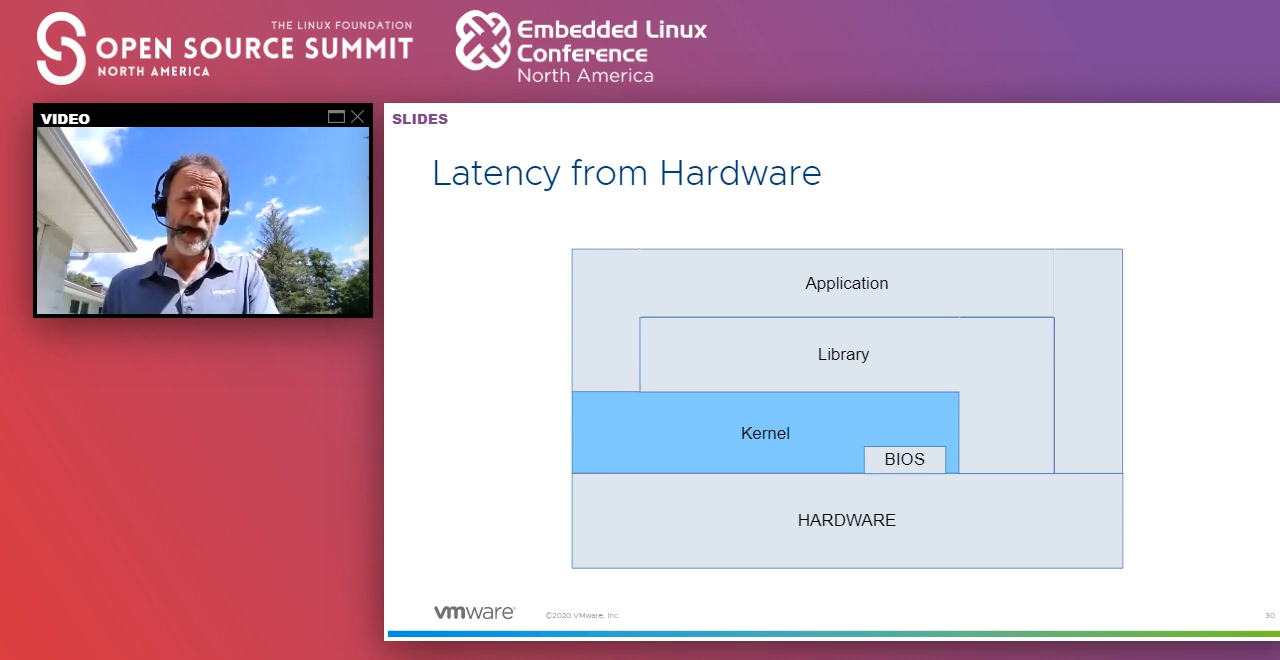 THE LINUX FOUNDATION
OPEN SOURCE SUMMIT
NORTH AMERICA
Embedded Linux
Conference
North America
VIDEO
SLIDES
Latency from Hardware
Application
Library
Kernel
BIOS
HARDWARE
vmware
©2020 VMware, Inc.
30